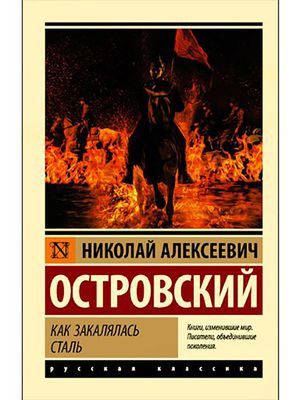 НИКОЛАЙ АЛЕКСЕЕВИЧ
ОСТРОВСКИЙ
КАК ЗАКАЛЯЛАСЬ
СТАЛЬ
Книги, изменившие мир.
Писатели, объединившие
поколения.
русская классика